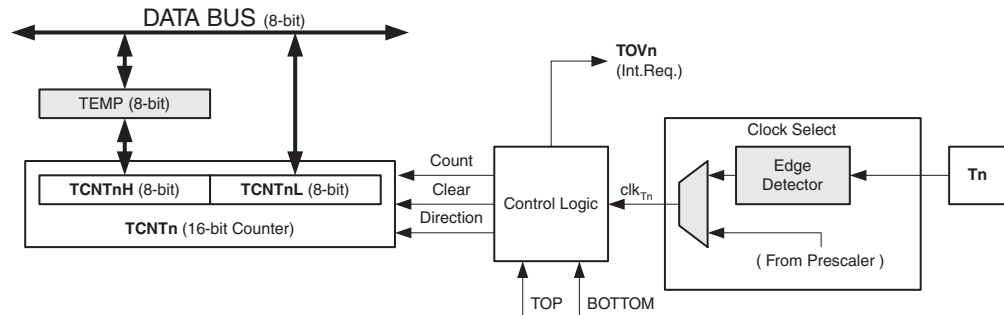 DATA BUS (8-bit)
TOVn
(Int.Req.)
TEMP (8-bit)
Clock Select
Count
Edge
Detector
Tn
TCNTnH (8-bit) TCNTnL (8-bit)
Clear
Control Logic
clkTn
TCNTn (16-bit Counter)
Direction
( From Prescaler )
TOP
BOTTOM